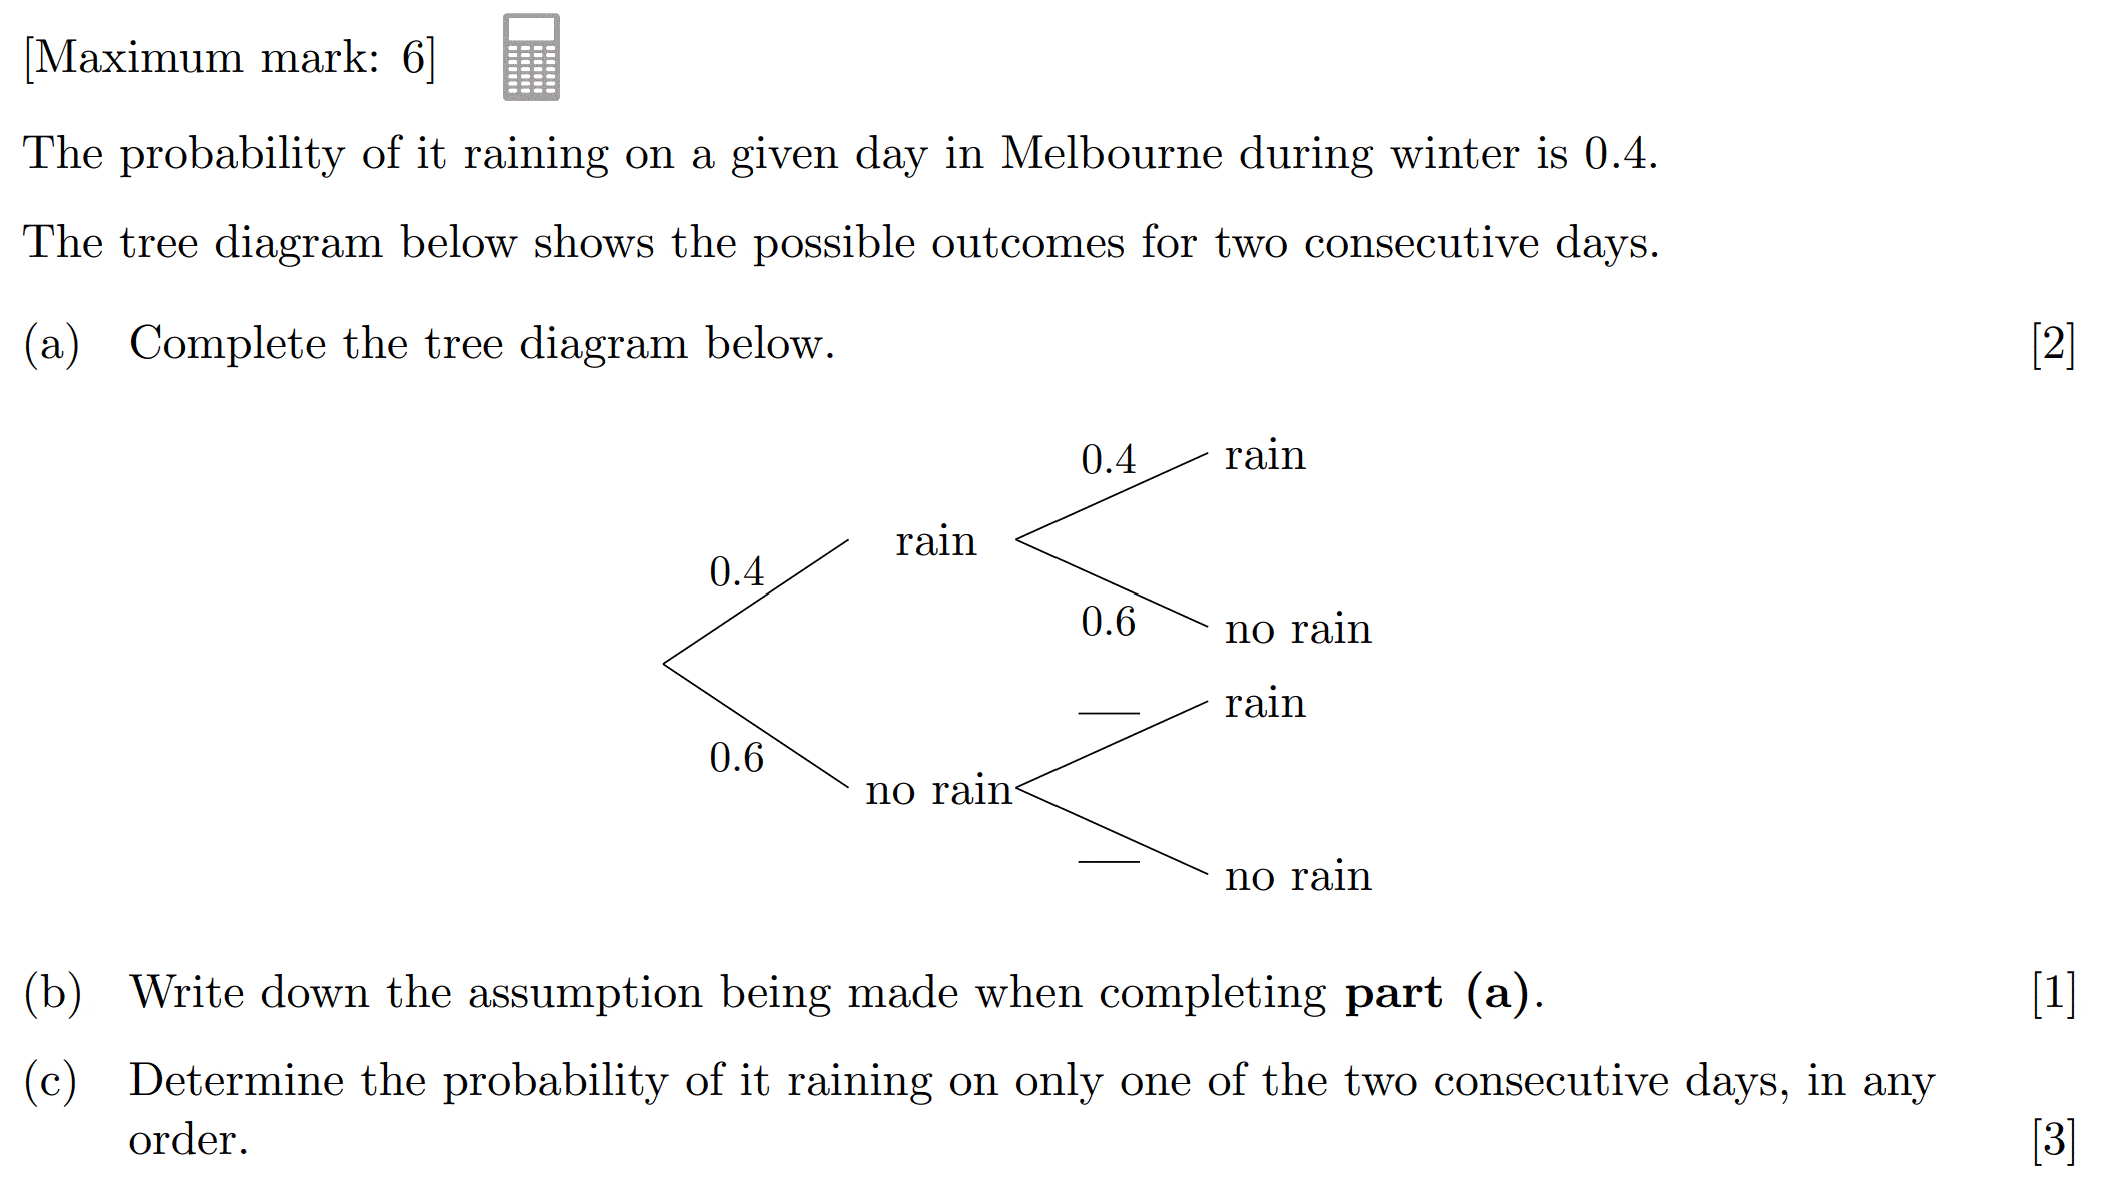 [Maximum mark: 6]
The probability of it raining on a given day in Melbourne during winter is 0.4.
The tree diagram below shows the possible outcomes for two consecutive days.
(a) Complete the tree diagram below. [2]
0.4 rain
rain
0.4
0.6 no rain
rain
0.6
no rain
no rain
(b) Write down the assumption being made when completing part (a). [1]
(c) Determine the probability of it raining on only one of the two consecutive days, in any
order. [3]